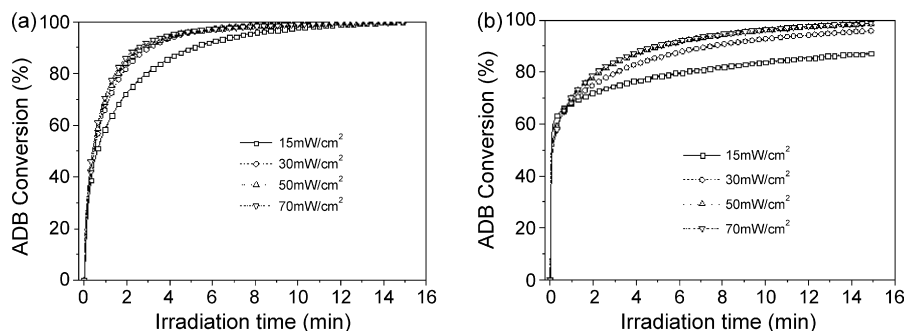 (a)
ADB Conversion (%)
100
80
60
40
20
0
15mW/cm²
30mW/cm²
50mW/cm²
70mW/cm²
0 2 4 6 8 10 12 14 16
Irradiation time (min)
(b)
ADB Conversion (%)
100
80
60
40
20
0
15mW/cm²
30mW/cm²
50mW/cm²
70mW/cm²
0 2 4 6 8 10 12 14 16
Irradiation time (min)